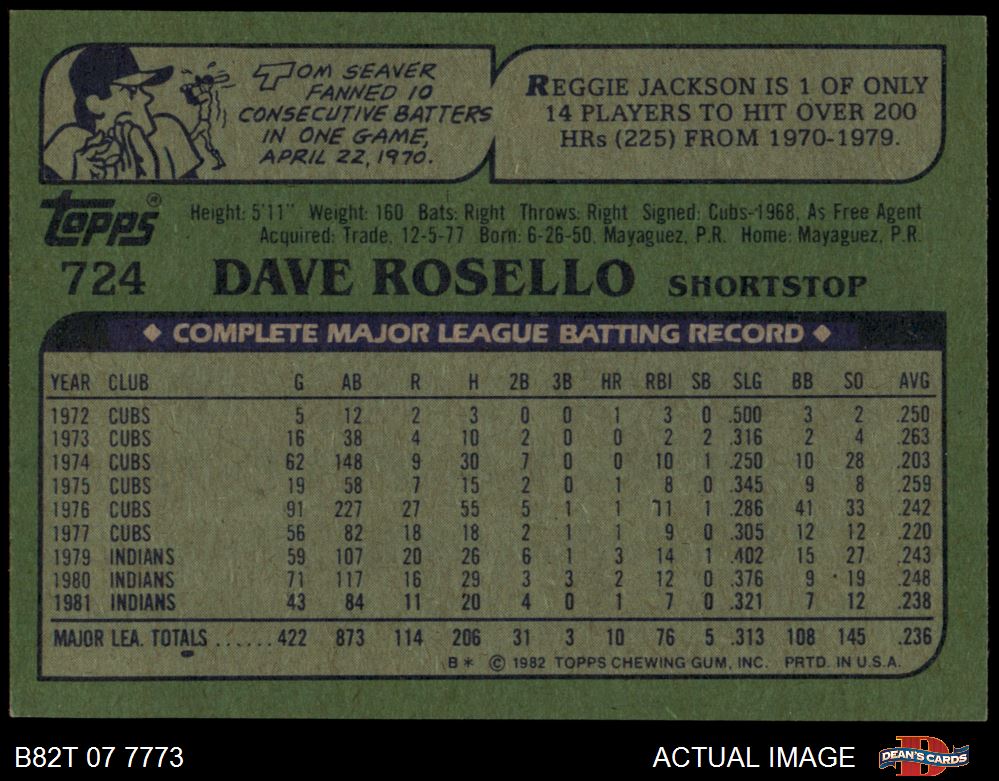 TOM SEAVER
FANNED 10
CONSECUTIVE BATTERS
IN ONE GAME,
APRIL 22, 1970.
REGGIE JACKSON IS 1 OF ONLY
14 PLAYERS TO HIT OVER 200
HRs (225) FROM 1970-1979.
Topps®
Height: 5'11" Weight: 160 Bats: Right Throws: Right Signed: Cubs-1968, As Free Agent
Acquired: Trade, 12-5-77 Born: 6-26-50, Mayaguez, P.R. Home: Mayaguez, P.R.
724 DAVE ROSELLO SHORTSTOP
◆ COMPLETE MAJOR LEAGUE BATTING RECORD ◆
YEAR CLUB G AB R H 2B 3B HR RBI SB SLG BB SO AVG
1972 CUBS 5 12 2 3 0 0 1 3 0 .500 3 2 .250
1973 CUBS 16 38 4 10 2 0 0 2 2 .316 2 4 .263
1974 CUBS 62 148 9 30 7 0 0 10 1 .250 10 28 .203
1975 CUBS 19 58 7 15 2 0 1 8 0 .345 9 8 .259
1976 CUBS 91 227 27 55 5 1 1 11 1 .286 41 33 .242
1977 CUBS 56 82 18 18 2 1 1 9 0 .305 12 12 .220
1979 INDIANS 59 107 20 26 6 1 3 14 1 .402 15 27 .243
1980 INDIANS 71 117 16 29 3 3 2 12 0 .376 9 19 .248
1981 INDIANS 43 84 11 20 4 0 1 7 0 .321 7 12 .238
MAJOR LEA. TOTALS ......422 873 114 206 31 3 10 76 5 .313 108 145 .236
B* © 1982 TOPPS CHEWING GUM, INC. PRTD. IN U.S.A.
B82T 07 7773 ACTUAL IMAGE DEAN'S CARDS